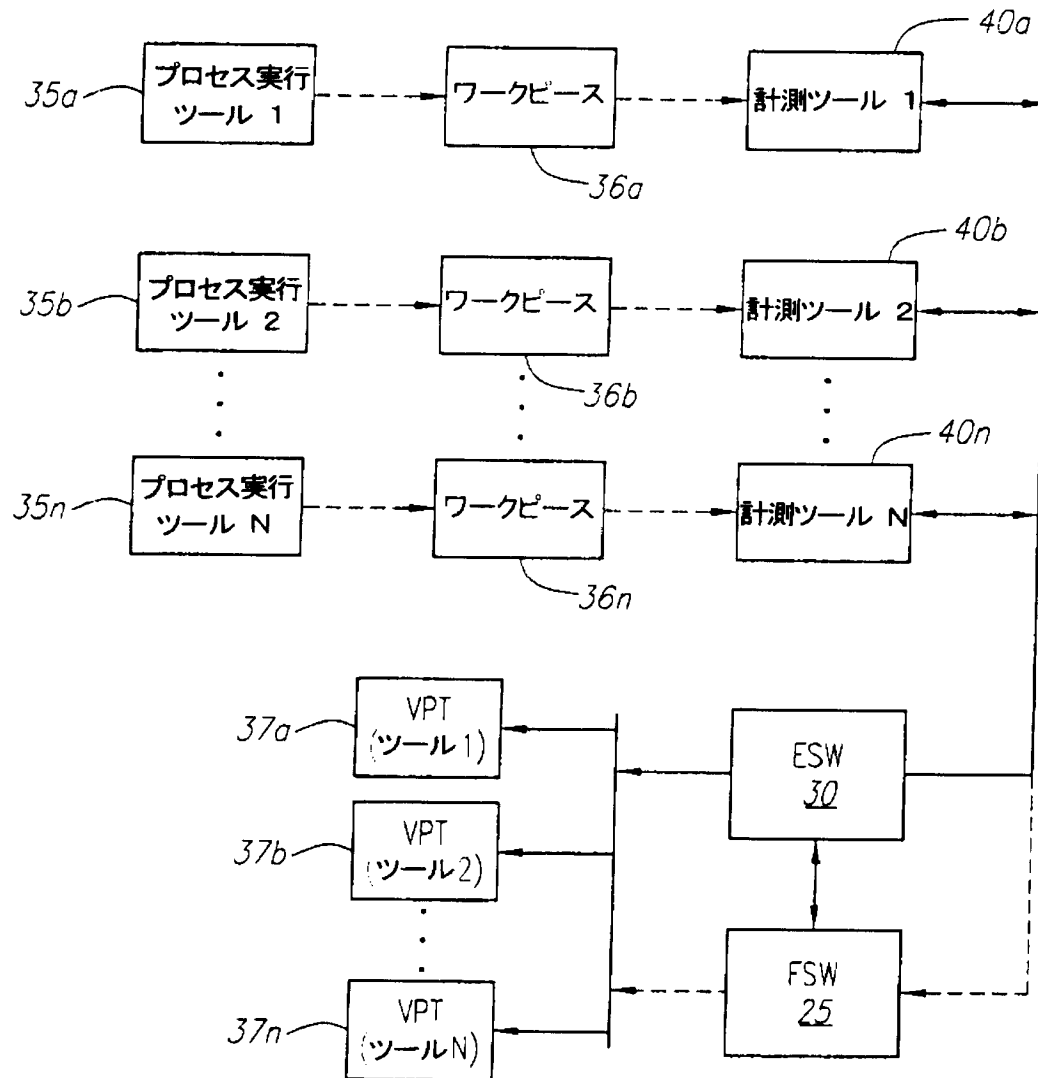 40a
35a
プロセス実行
ツール 1
ワークピース
計測ツール 1
36a
40b
35b
プロセス実行
ツール 2
ワークピース
計測ツール 2
36b
40n
35n
プロセス実行
ツール N
ワークピース
計測ツール N
36n
37a
VPT
(ツール1)
ESW
30
37b
VPT
(ツール2)
FSW
25
37n
VPT
(ツールN)